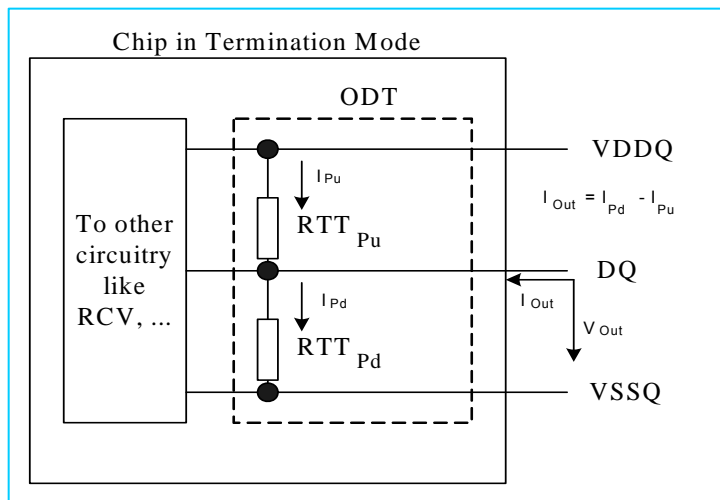 Chip in Termination Mode
ODT
VDDQ
I Pu
I Out = I Pd - I Pu
To other
circuitry
like
RCV, ...
RTT Pu
DQ
I Pd
I Out
V Out
RTT Pd
VSSQ